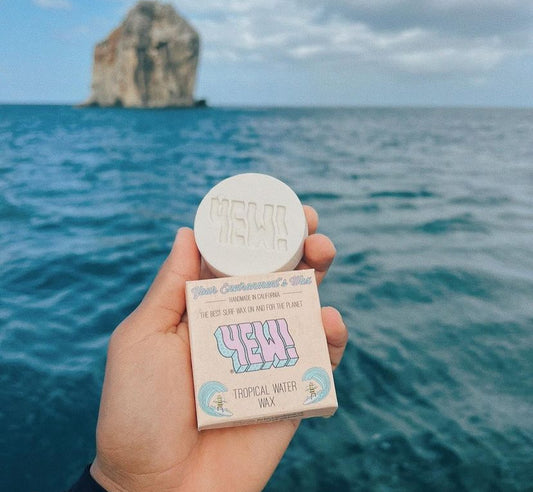 YEW!
Your Environment's Wax
HANDMADE IN CALIFORNIA
THE BEST SURF WAX ON AND FOR THE PLANET
YEW!
®
TROPICAL WATER
WAX